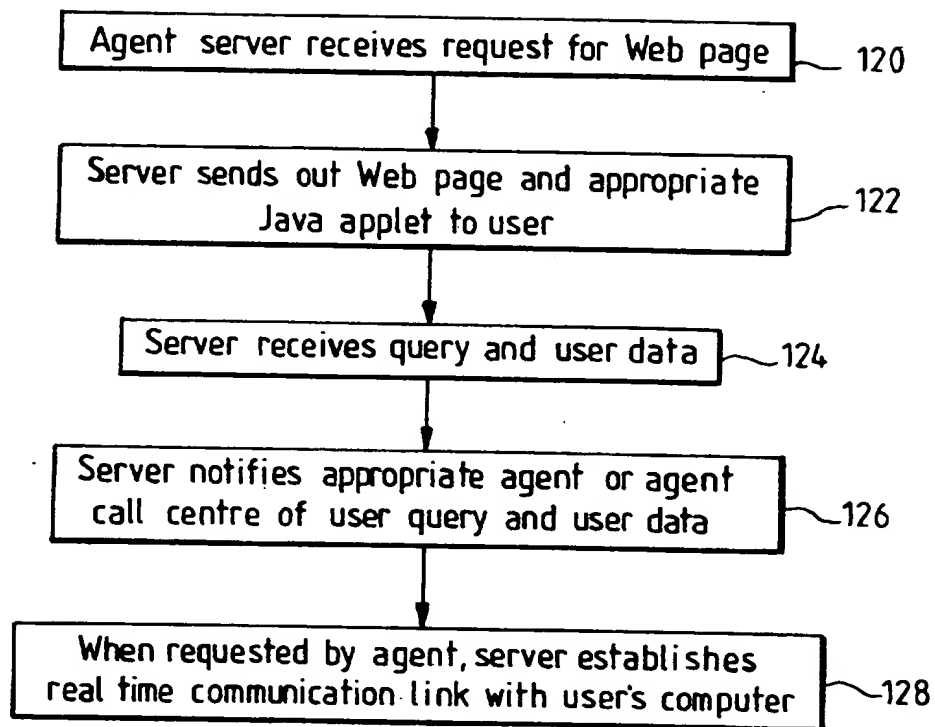 Agent server receives request for Web page
120
Server sends out Web page and appropriate
Java applet to user
122
Server receives query and user data
124
Server notifies appropriate agent or agent
call centre of user query and user data
126
When requested by agent, server establishes
real time communication link with user's computer
128